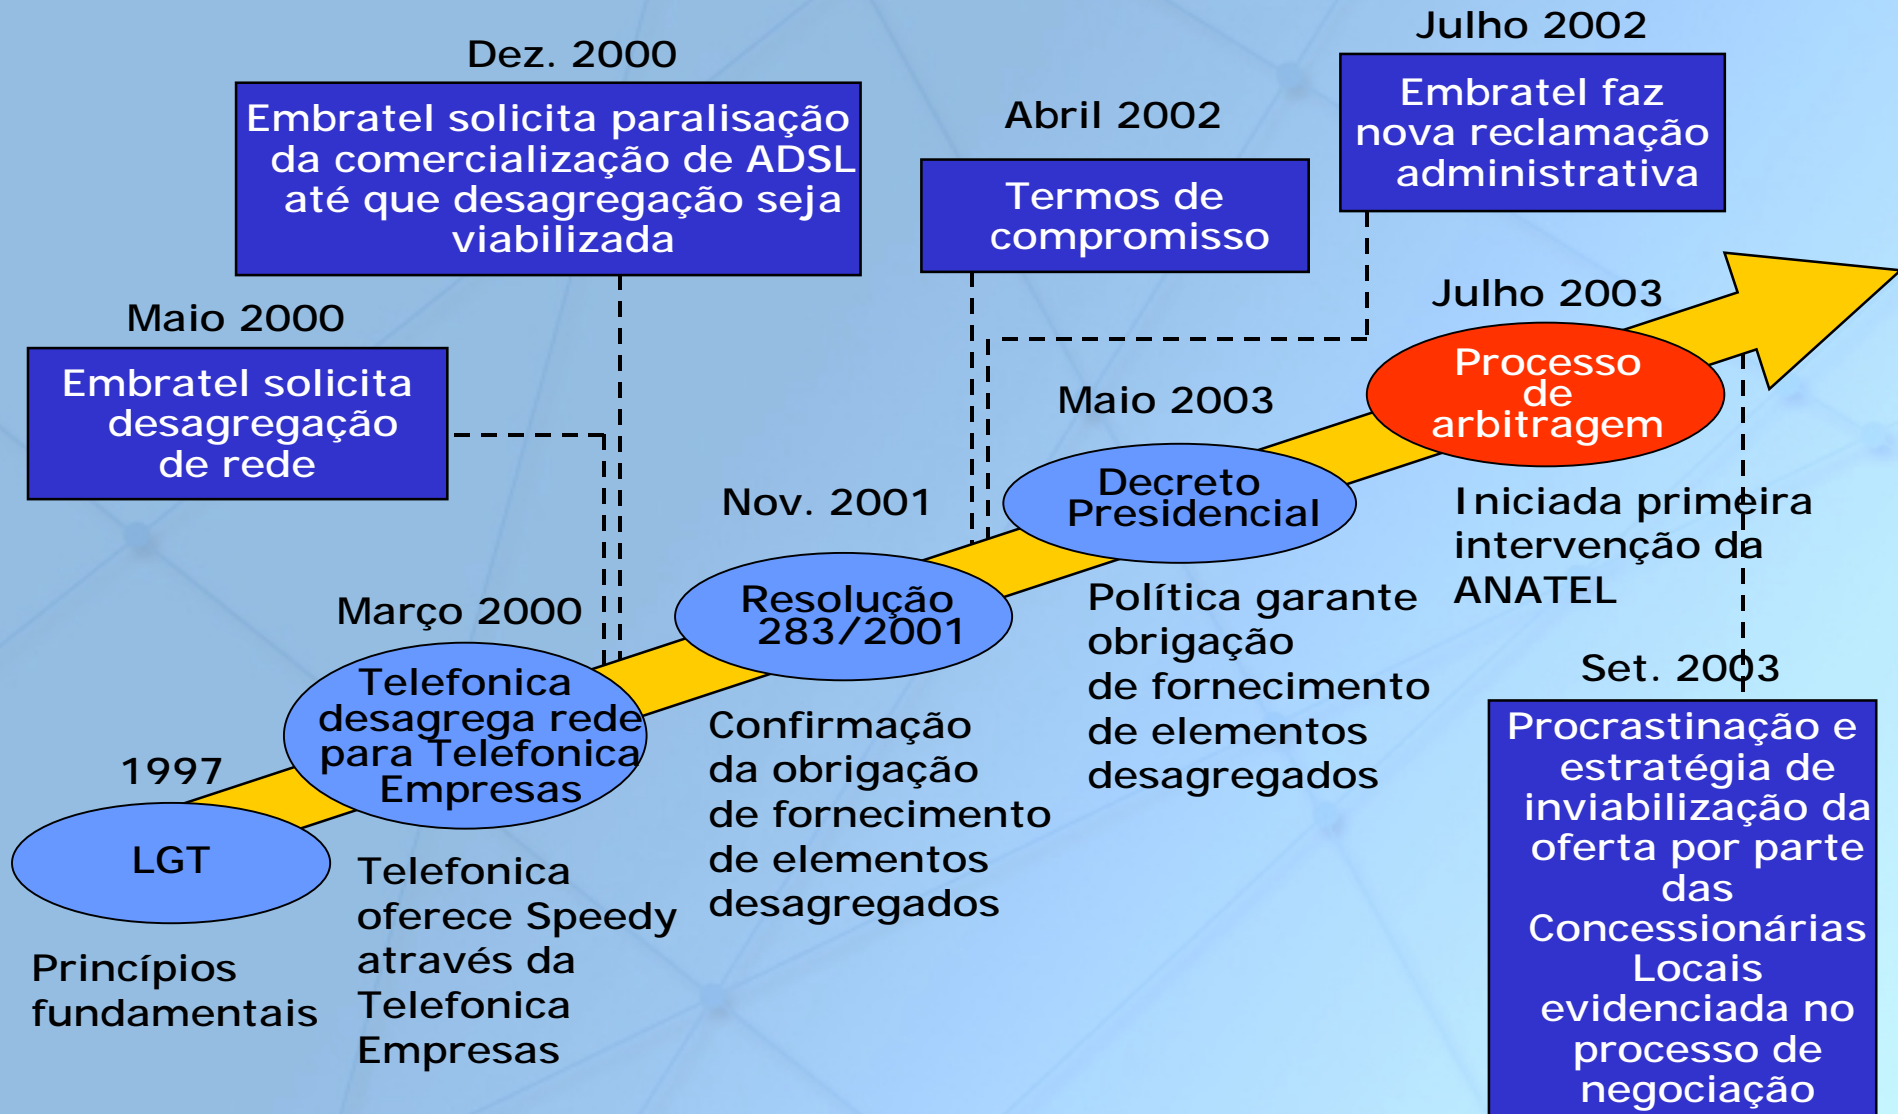 Julho 2002
Embratel faz
nova reclamação
administrativa
Dez. 2000
Embratel solicita paralisação
da comercialização de ADSL
até que desagregação seja
viabilizada
Abril 2002
Termos de
compromisso
Maio 2000
Embratel solicita
desagregação
de rede
Julho 2003
Processo
de
arbitragem
Iniciada primeira
intervenção da
ANATEL
Maio 2003
Decreto
Presidencial
Política garante
obrigação
de fornecimento
de elementos
desagregados
Nov. 2001
Resolução
283/2001
Confirmação
da obrigação
de fornecimento
de elementos
desagregados
Março 2000
Telefonica
desagrega rede
para Telefonica
Empresas
Telefonica
oferece Speedy
através da
Telefonica
Empresas
1997
LGT
Princípios
fundamentais
Set. 2003
Procrastinação e
estratégia de
inviabilização da
oferta por parte
das
Concessionárias
Locais
evidenciada no
processo de
negociação